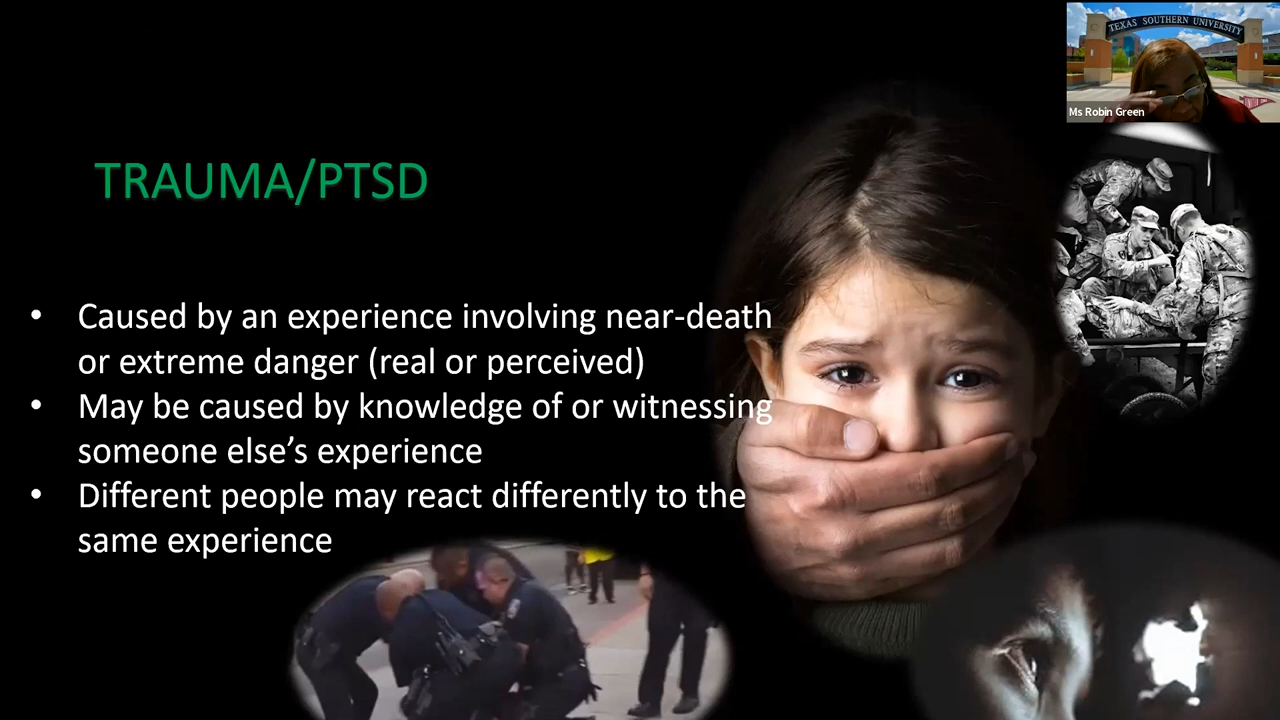 TEXAS SOUTHERN UNIVERSITY
Ms Robin Green
TRAUMA/PTSD
• Caused by an experience involving near-death
or extreme danger (real or perceived)
• May be caused by knowledge of or witnessing
someone else’s experience
• Different people may react differently to the
same experience